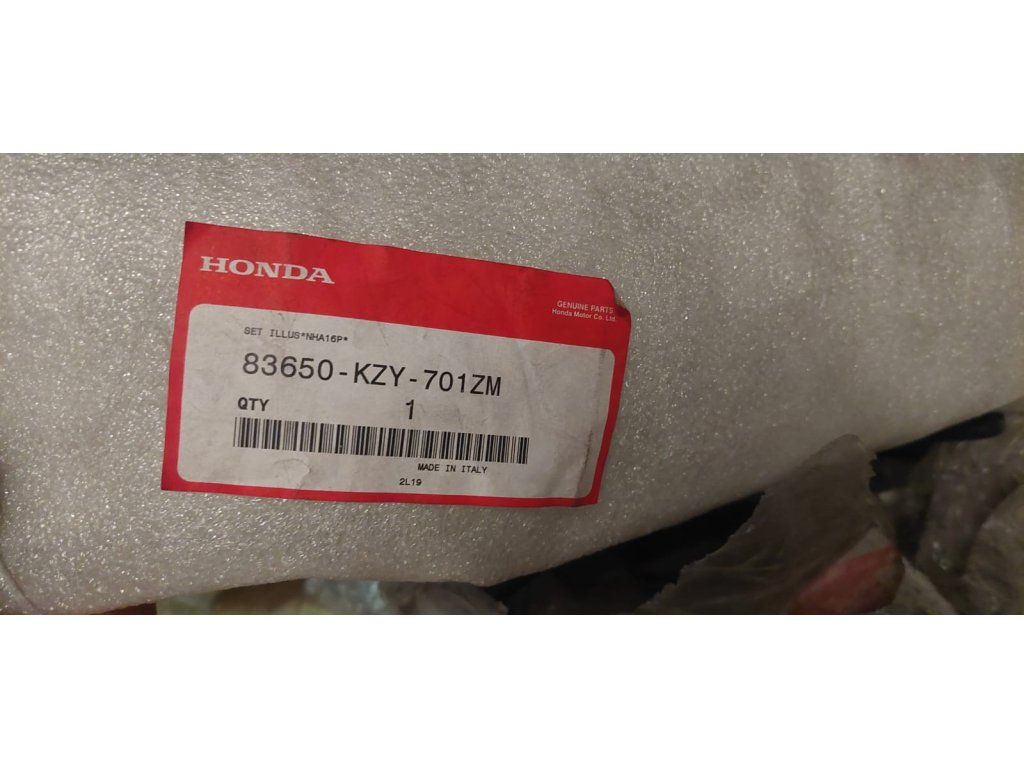 HONDA
GENUINE PARTS
Honda Motor Co. Ltd.
SET ILLUS*NHA16P*
83650-KZY-701ZM
QTY 1
MADE IN ITALY
2L19